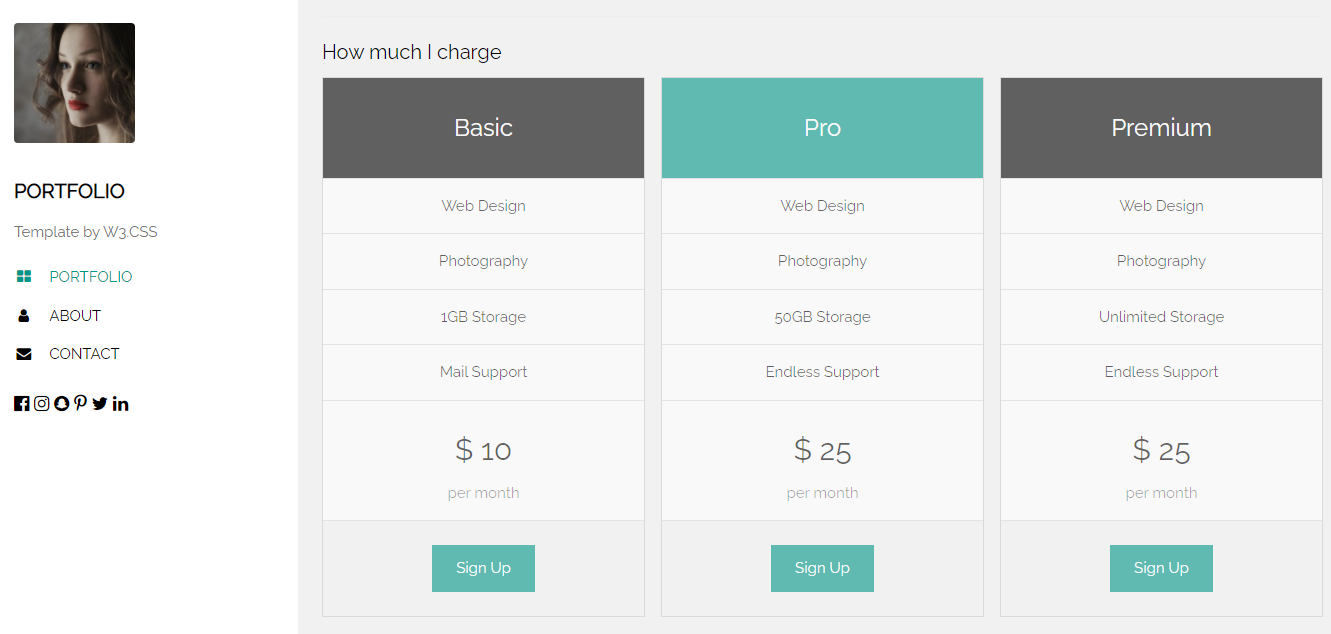 PORTFOLIO
Template by W3.CSS
PORTFOLIO
ABOUT
CONTACT
How much I charge
Basic
Web Design
Photography
1GB Storage
Mail Support
$ 10
per month
Sign Up
Pro
Web Design
Photography
50GB Storage
Endless Support
$ 25
per month
Sign Up
Premium
Web Design
Photography
Unlimited Storage
Endless Support
$ 25
per month
Sign Up